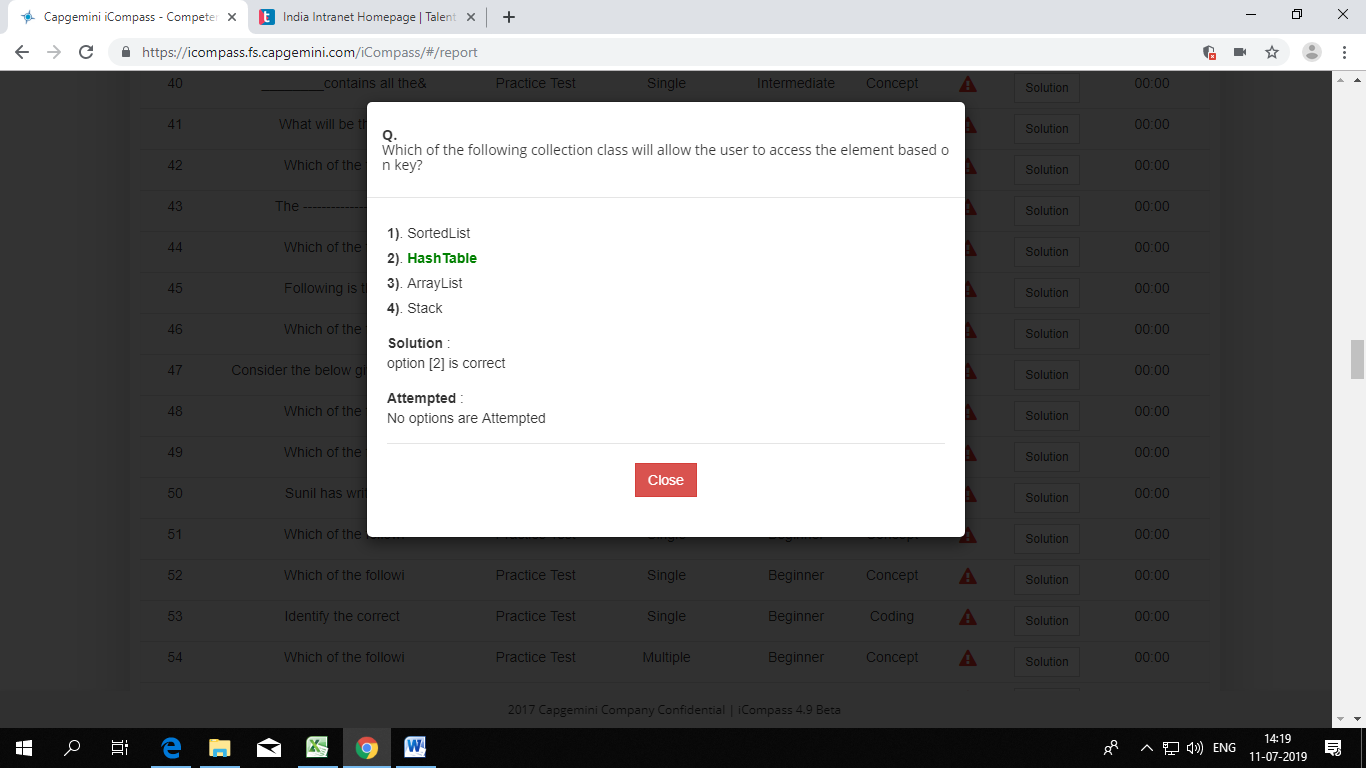 Capgemini iCompass - Competer
India Intranet Homepage | Talent
https://icompass.fs.capgemini.com/iCompass/#/report
40 ________contains all the& Practice Test Single Intermediate Concept Solution 00:00
41 What will be th Solution 00:00
42 Which of the Solution 00:00
43 The -------------- Solution 00:00
44 Which of the Solution 00:00
45 Following is t Solution 00:00
46 Which of the Solution 00:00
47 Consider the below gr Solution 00:00
48 Which of the Solution 00:00
49 Which of the Solution 00:00
50 Sunil has writ Solution 00:00
51 Which of the Solution 00:00
52 Which of the followi Practice Test Single Beginner Concept Solution 00:00
53 Identify the correct Practice Test Single Beginner Coding Solution 00:00
54 Which of the followi Practice Test Multiple Beginner Concept Solution 00:00
Q.
Which of the following collection class will allow the user to access the element based o
n key?
1). SortedList
2). HashTable
3). ArrayList
4). Stack
Solution :
option [2] is correct
Attempted :
No options are Attempted
Close
2017 Capgemini Company Confidential | iCompass 4.9 Beta
ENG
14:19
11-07-2019